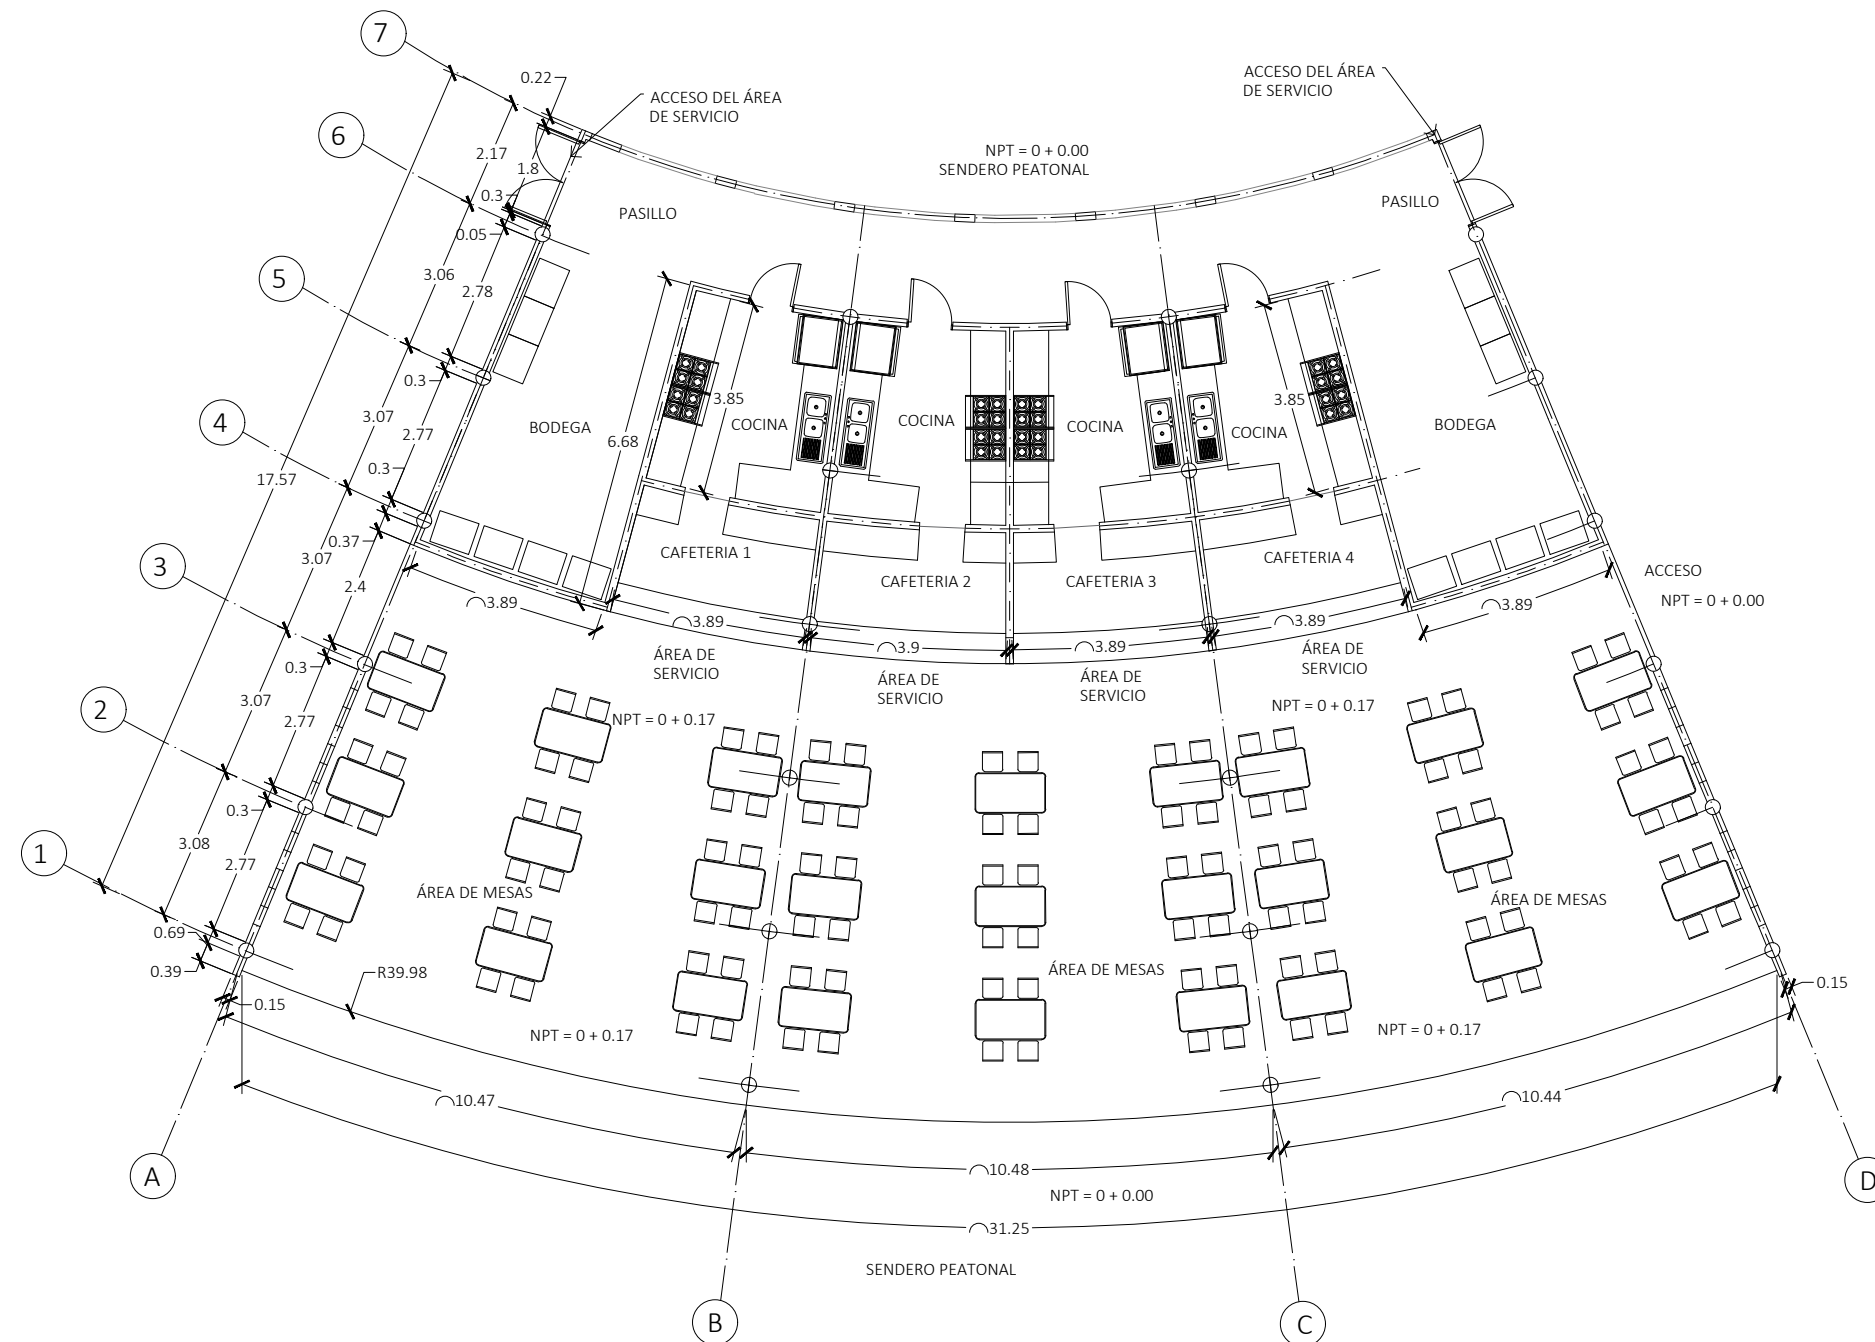 7
0.22
ACCESO DEL ÁREA
DE SERVICIO
ACCESO DEL ÁREA
DE SERVICIO
6
2.17
1.8
NPT = 0 + 0.00
SENDERO PEATONAL
0.3
PASILLO
PASILLO
0.05
5
3.06
2.78
0.3
3.85
3.85
4
3.07
2.77
BODEGA
6.68
COCINA
COCINA
COCINA
COCINA
BODEGA
0.3
17.57
0.37
3
3.07
2.4
CAFETERIA 1
CAFETERIA 2
CAFETERIA 3
CAFETERIA 4
ACCESO
NPT = 0 + 0.00
3.89
3.89
3.9
3.89
3.89
3.89
0.3
ÁREA DE
SERVICIO
ÁREA DE
SERVICIO
ÁREA DE
SERVICIO
ÁREA DE
SERVICIO
2
3.07
2.77
NPT = 0 + 0.17
NPT = 0 + 0.17
0.3
1
3.08
2.77
ÁREA DE MESAS
ÁREA DE MESAS
0.69
0.39
R39.98
ÁREA DE MESAS
0.15
0.15
NPT = 0 + 0.17
NPT = 0 + 0.17
10.47
10.44
10.48
A
D
NPT = 0 + 0.00
31.25
SENDERO PEATONAL
B
C